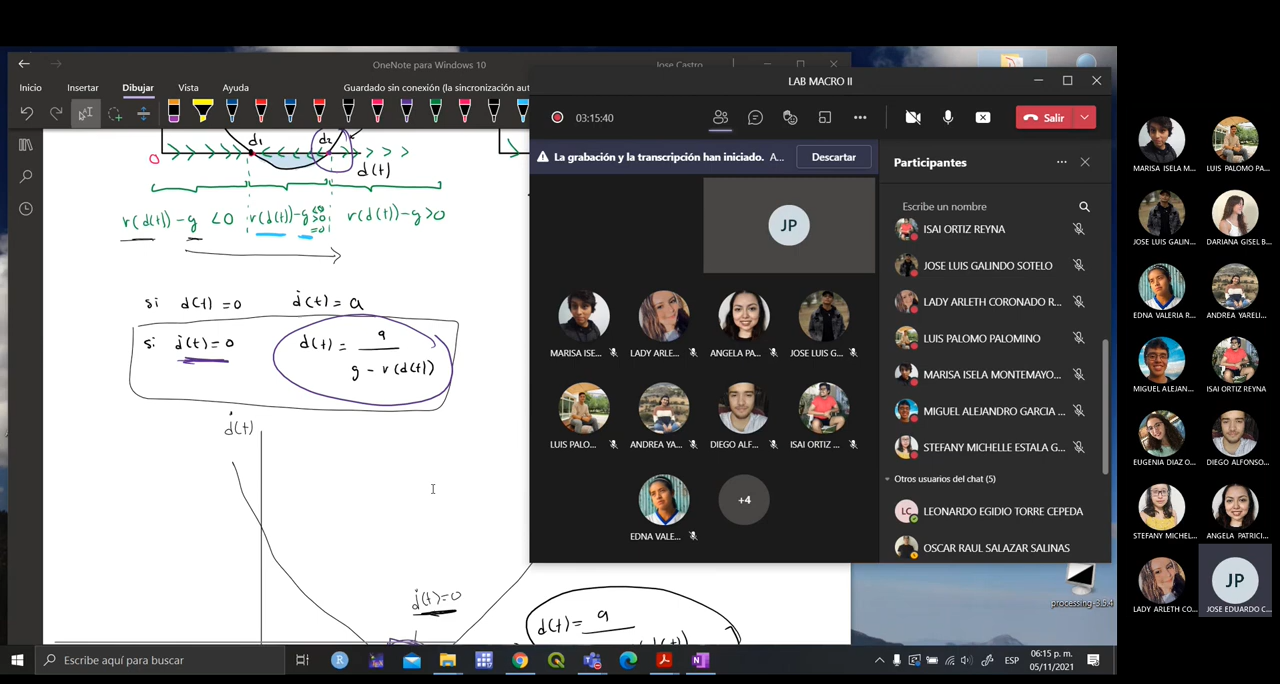 OneNote para Windows 10
Jose Castro
Inicio
Insertar
Dibujar
Vista
Ayuda
Guardado sin conexión (la sincronización aut
d1
d2
0
d(t)
r(d(t)) - g < 0
r(d(t)) - g <0 >0 =0
r(d(t)) - g > 0
si d(t) = 0 ḋ(t) = a
si ḋ(t) = 0 d(t) = a
g - r(d(t))
ḋ(t)
ḋ(t)=0
d(t) = a
LAB MACRO II
03:15:40
Salir
La grabación y la transcripción han iniciado. A...
Descartar
JP
MARISA ISE...
LADY ARLE...
ANGELA PA...
JOSE LUIS G...
LUIS PALO...
ANDREA YA...
DIEGO ALF...
ISAI ORTIZ ...
EDNA VALE...
+4
Participantes
Escribe un nombre
ISAI ORTIZ REYNA
JOSE LUIS GALINDO SOTELO
LADY ARLETH CORONADO R...
LUIS PALOMO PALOMINO
MARISA ISELA MONTEMAYO...
MIGUEL ALEJANDRO GARCIA ...
STEFANY MICHELLE ESTALA G...
Otros usuarios del chat (5)
LC
LEONARDO EGIDIO TORRE CEPEDA
OSCAR RAUL SALAZAR SALINAS
MARISA ISELA M...
LUIS PALOMO PA...
JOSE LUIS GALIN...
DARIANA GISEL B...
EDNA VALERIA R...
ANDREA YARELI...
MIGUEL ALEJAN...
ISAI ORTIZ REYNA
EUGENIA DIAZ O...
DIEGO ALFONSO...
STEFANY MICHEL...
ANGELA PATRICI...
JP
LADY ARLETH CO...
JOSE EDUARDO C...
processing-3.5.4
Escribe aquí para buscar
R
ESP
06:15 p. m.
05/11/2021